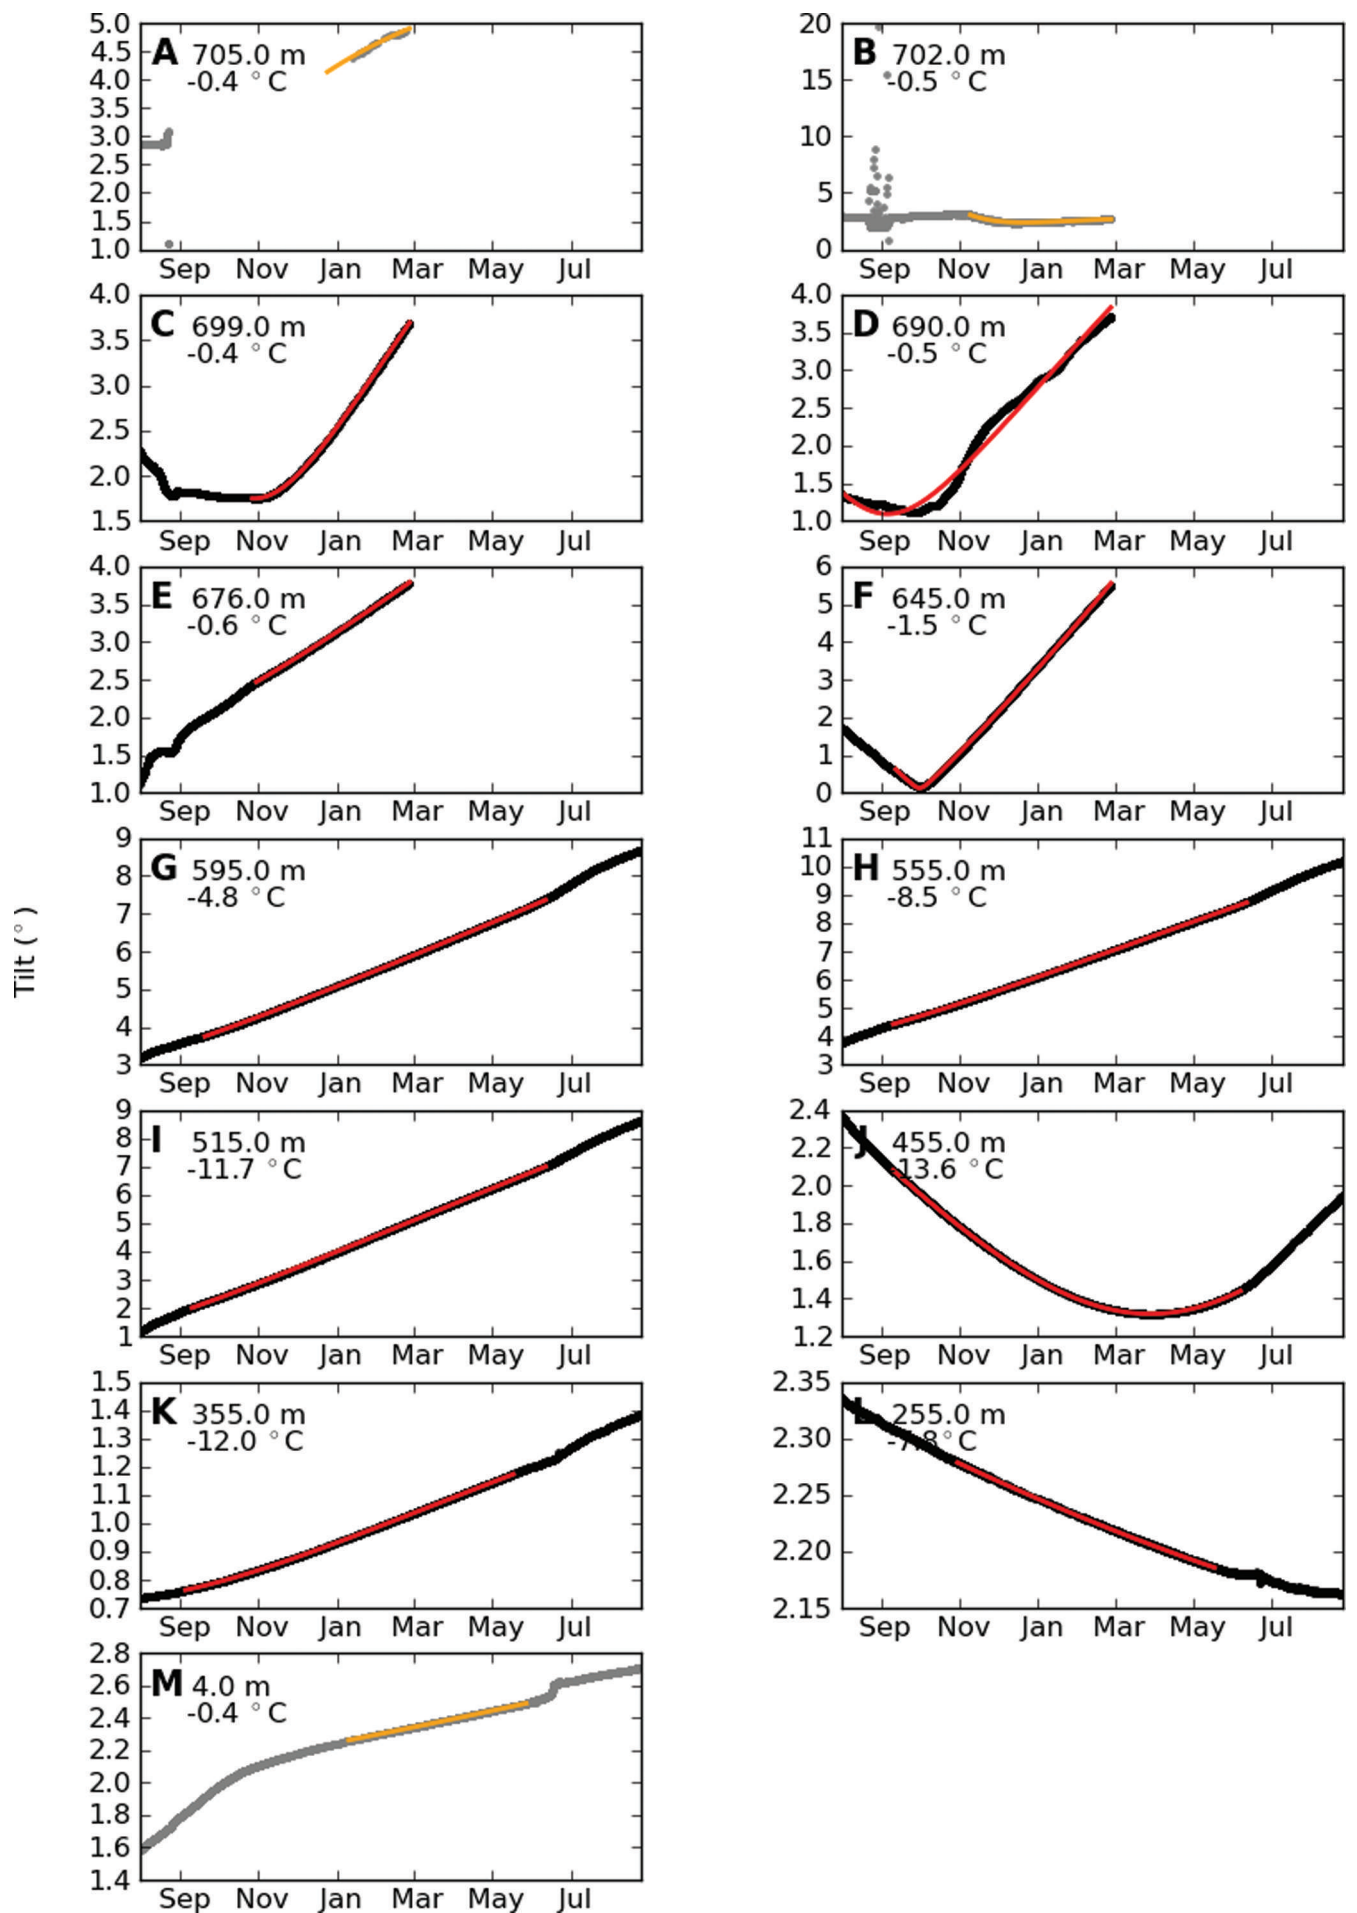 Tilt (°)
A 705.0 m
-0.4 °C
5.0
4.5
4.0
3.5
3.0
2.5
2.0
1.5
1.0
Sep Nov Jan Mar May Jul
B 702.0 m
-0.5 °C
20
15
10
5
0
Sep Nov Jan Mar May Jul
C 699.0 m
-0.4 °C
4.0
3.5
3.0
2.5
2.0
1.5
Sep Nov Jan Mar May Jul
D 690.0 m
-0.5 °C
4.0
3.5
3.0
2.5
2.0
1.5
1.0
Sep Nov Jan Mar May Jul
E 676.0 m
-0.6 °C
4.0
3.5
3.0
2.5
2.0
1.5
1.0
Sep Nov Jan Mar May Jul
F 645.0 m
-1.5 °C
6
5
4
3
2
1
0
Sep Nov Jan Mar May Jul
G 595.0 m
-4.8 °C
9
8
7
6
5
4
3
Sep Nov Jan Mar May Jul
H 555.0 m
-8.5 °C
11
10
9
8
7
6
5
4
3
Sep Nov Jan Mar May Jul
I 515.0 m
-11.7 °C
9
8
7
6
5
4
3
2
1
Sep Nov Jan Mar May Jul
J 455.0 m
-13.6 °C
2.4
2.2
2.0
1.8
1.6
1.4
1.2
Sep Nov Jan Mar May Jul
K 355.0 m
-12.0 °C
1.5
1.4
1.3
1.2
1.1
1.0
0.9
0.8
0.7
Sep Nov Jan Mar May Jul
L 255.0 m
-7.8 °C
2.35
2.30
2.25
2.20
2.15
Sep Nov Jan Mar May Jul
M 4.0 m
-0.4 °C
2.8
2.6
2.4
2.2
2.0
1.8
1.6
1.4
Sep Nov Jan Mar May Jul